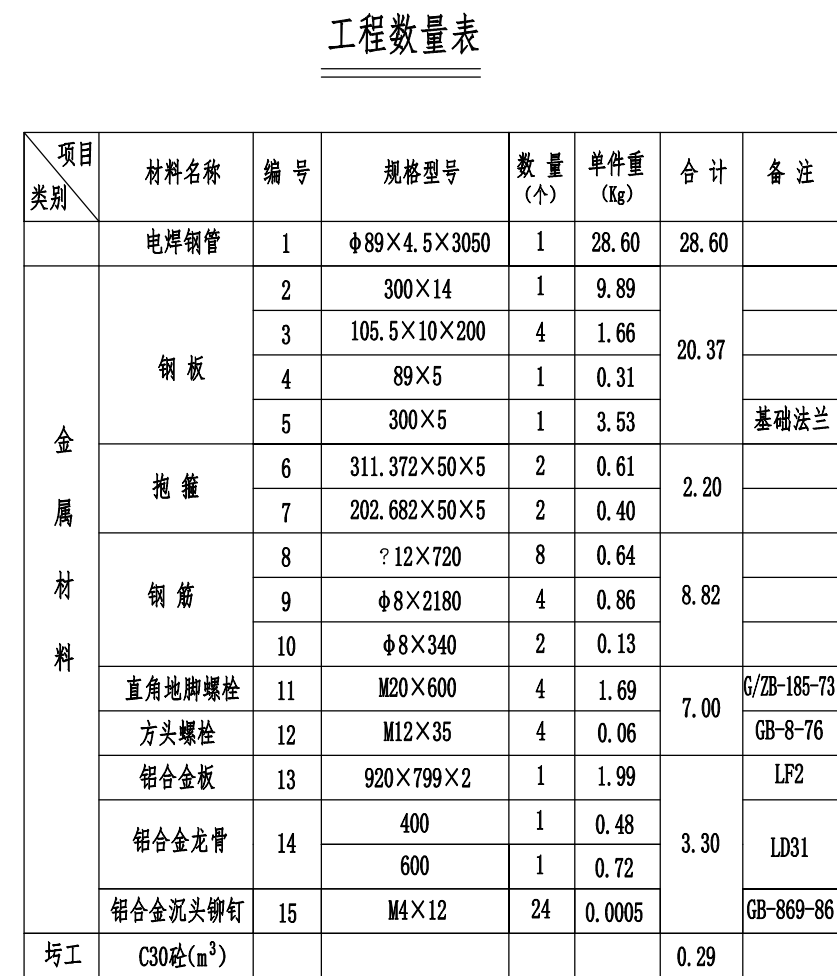 工程数量表
项目 类别 材料名称 编号 规格型号 数量(个) 单件重(Kg) 合计 备注
电焊钢管 1 ф89×4.5×3050 1 28.60 28.60
金属材料
钢板 2 300×14 1 9.89 20.37
3 105.5×10×200 4 1.66
4 89×5 1 0.31
5 300×5 1 3.53 基础法兰
抱箍 6 311.372×50×5 2 0.61 2.20
7 202.682×50×5 2 0.40
钢筋 8 ?12×720 8 0.64 8.82
9 ф8×2180 4 0.86
10 ф8×340 2 0.13
直角地脚螺栓 11 M20×600 4 1.69 7.00 G/ZB-185-73
方头螺栓 12 M12×35 4 0.06 GB-8-76
铝合金板 13 920×799×2 1 1.99 3.30 LF2
铝合金龙骨 14 400 1 0.48 LD31
600 1 0.72
铝合金沉头铆钉 15 M4×12 24 0.0005 GB-869-86
圬工 C30砼(m³) 0.29